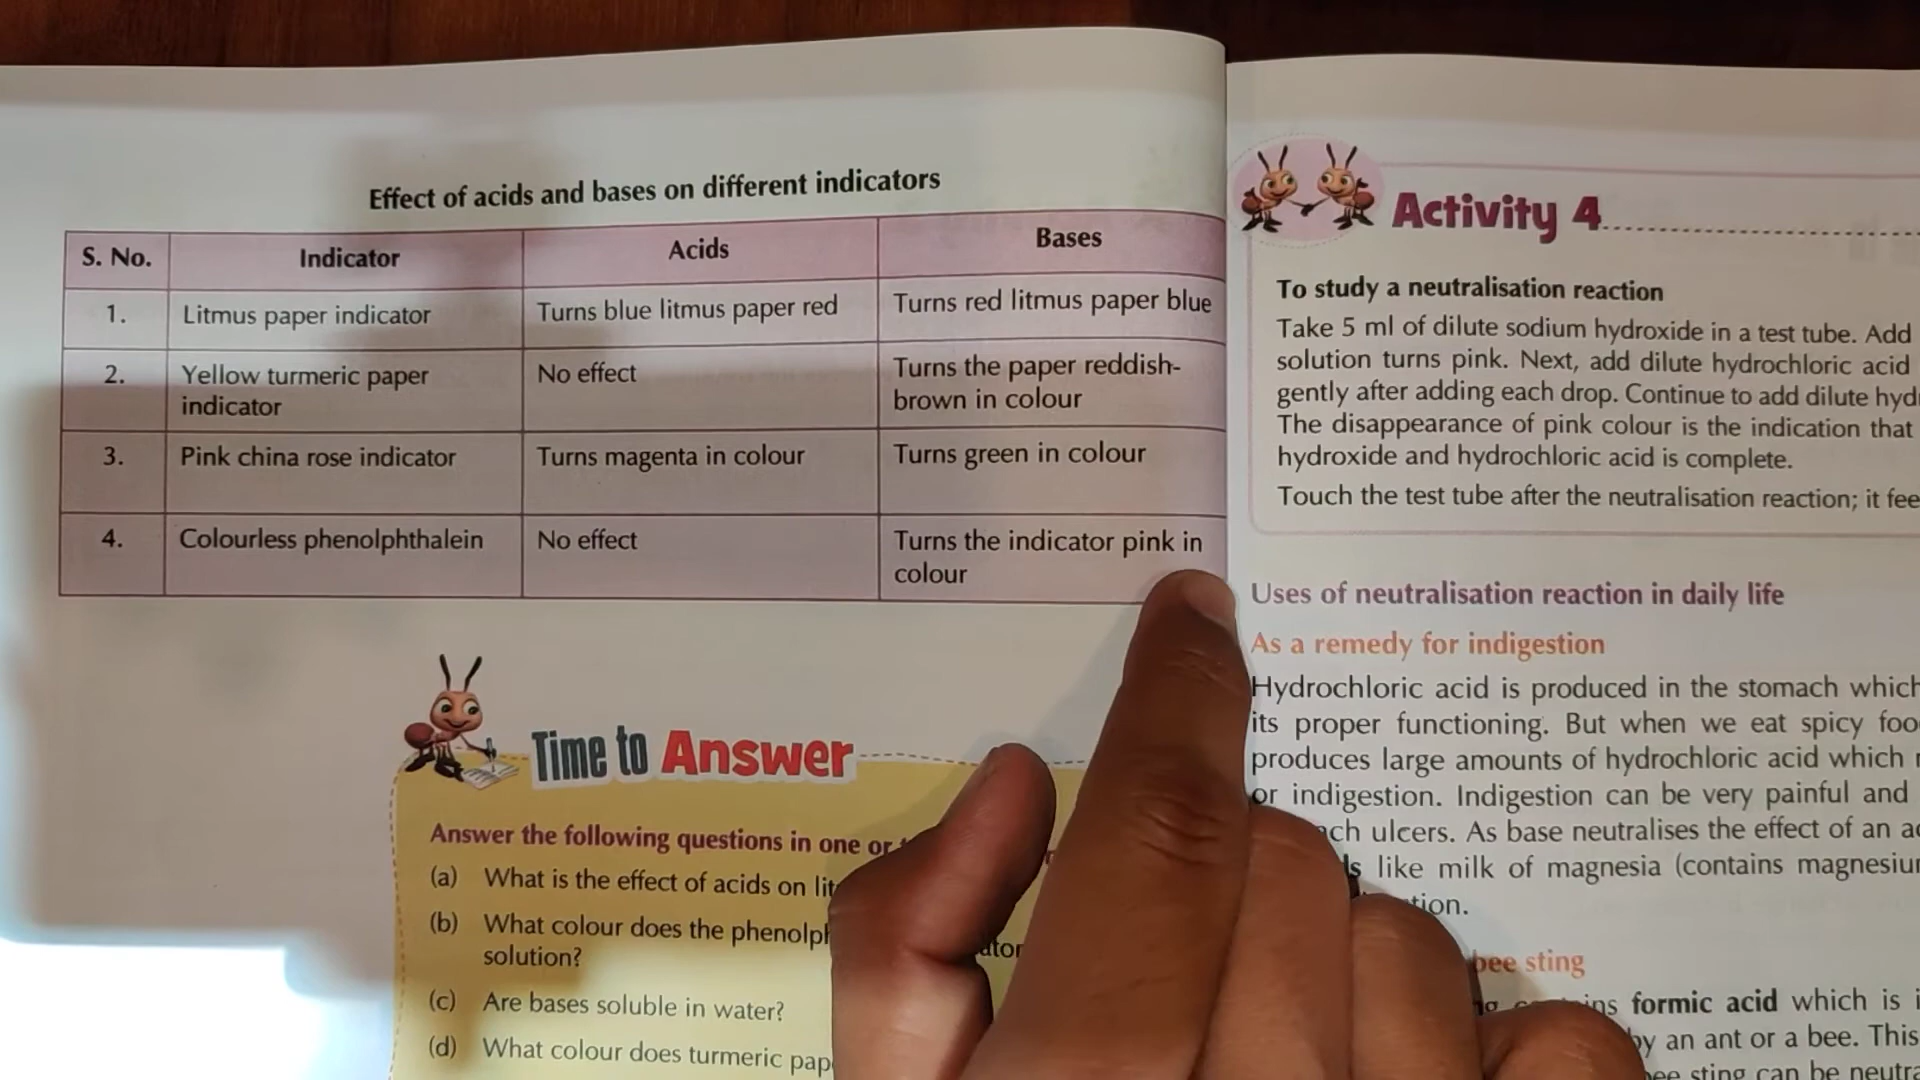 Effect of acids and bases on different indicators
S. No. Indicator Acids Bases
1. Litmus paper indicator Turns blue litmus paper red Turns red litmus paper blue
2. Yellow turmeric paper indicator No effect Turns the paper reddish-brown in colour
3. Pink china rose indicator Turns magenta in colour Turns green in colour
4. Colourless phenolphthalein No effect Turns the indicator pink in colour
Time to Answer
Answer the following questions in one or
(a) What is the effect of acids on
(b) What colour does the
solution?
(c) Are bases soluble in water?
(d) What colour does turmeric
Activity 4
To study a neutralisation reaction
Take 5 ml of dilute sodium hydroxide in a test tube. Add
solution turns pink. Next, add dilute hydrochloric acid
gently after adding each drop. Continue to add dilute
The disappearance of pink colour is the indication that
hydroxide and hydrochloric acid is complete.
Touch the test tube after the neutralisation reaction; it
Uses of neutralisation reaction in daily life
As a remedy for indigestion
Hydrochloric acid is produced in the stomach which
its proper functioning. But when we eat spicy
produces large amounts of hydrochloric acid which
or indigestion. Indigestion can be very painful and
ulcers. As base neutralises the effect of an
like milk of magnesia (contains
bee sting
formic acid which is
by an ant or a bee. This
bee sting can be